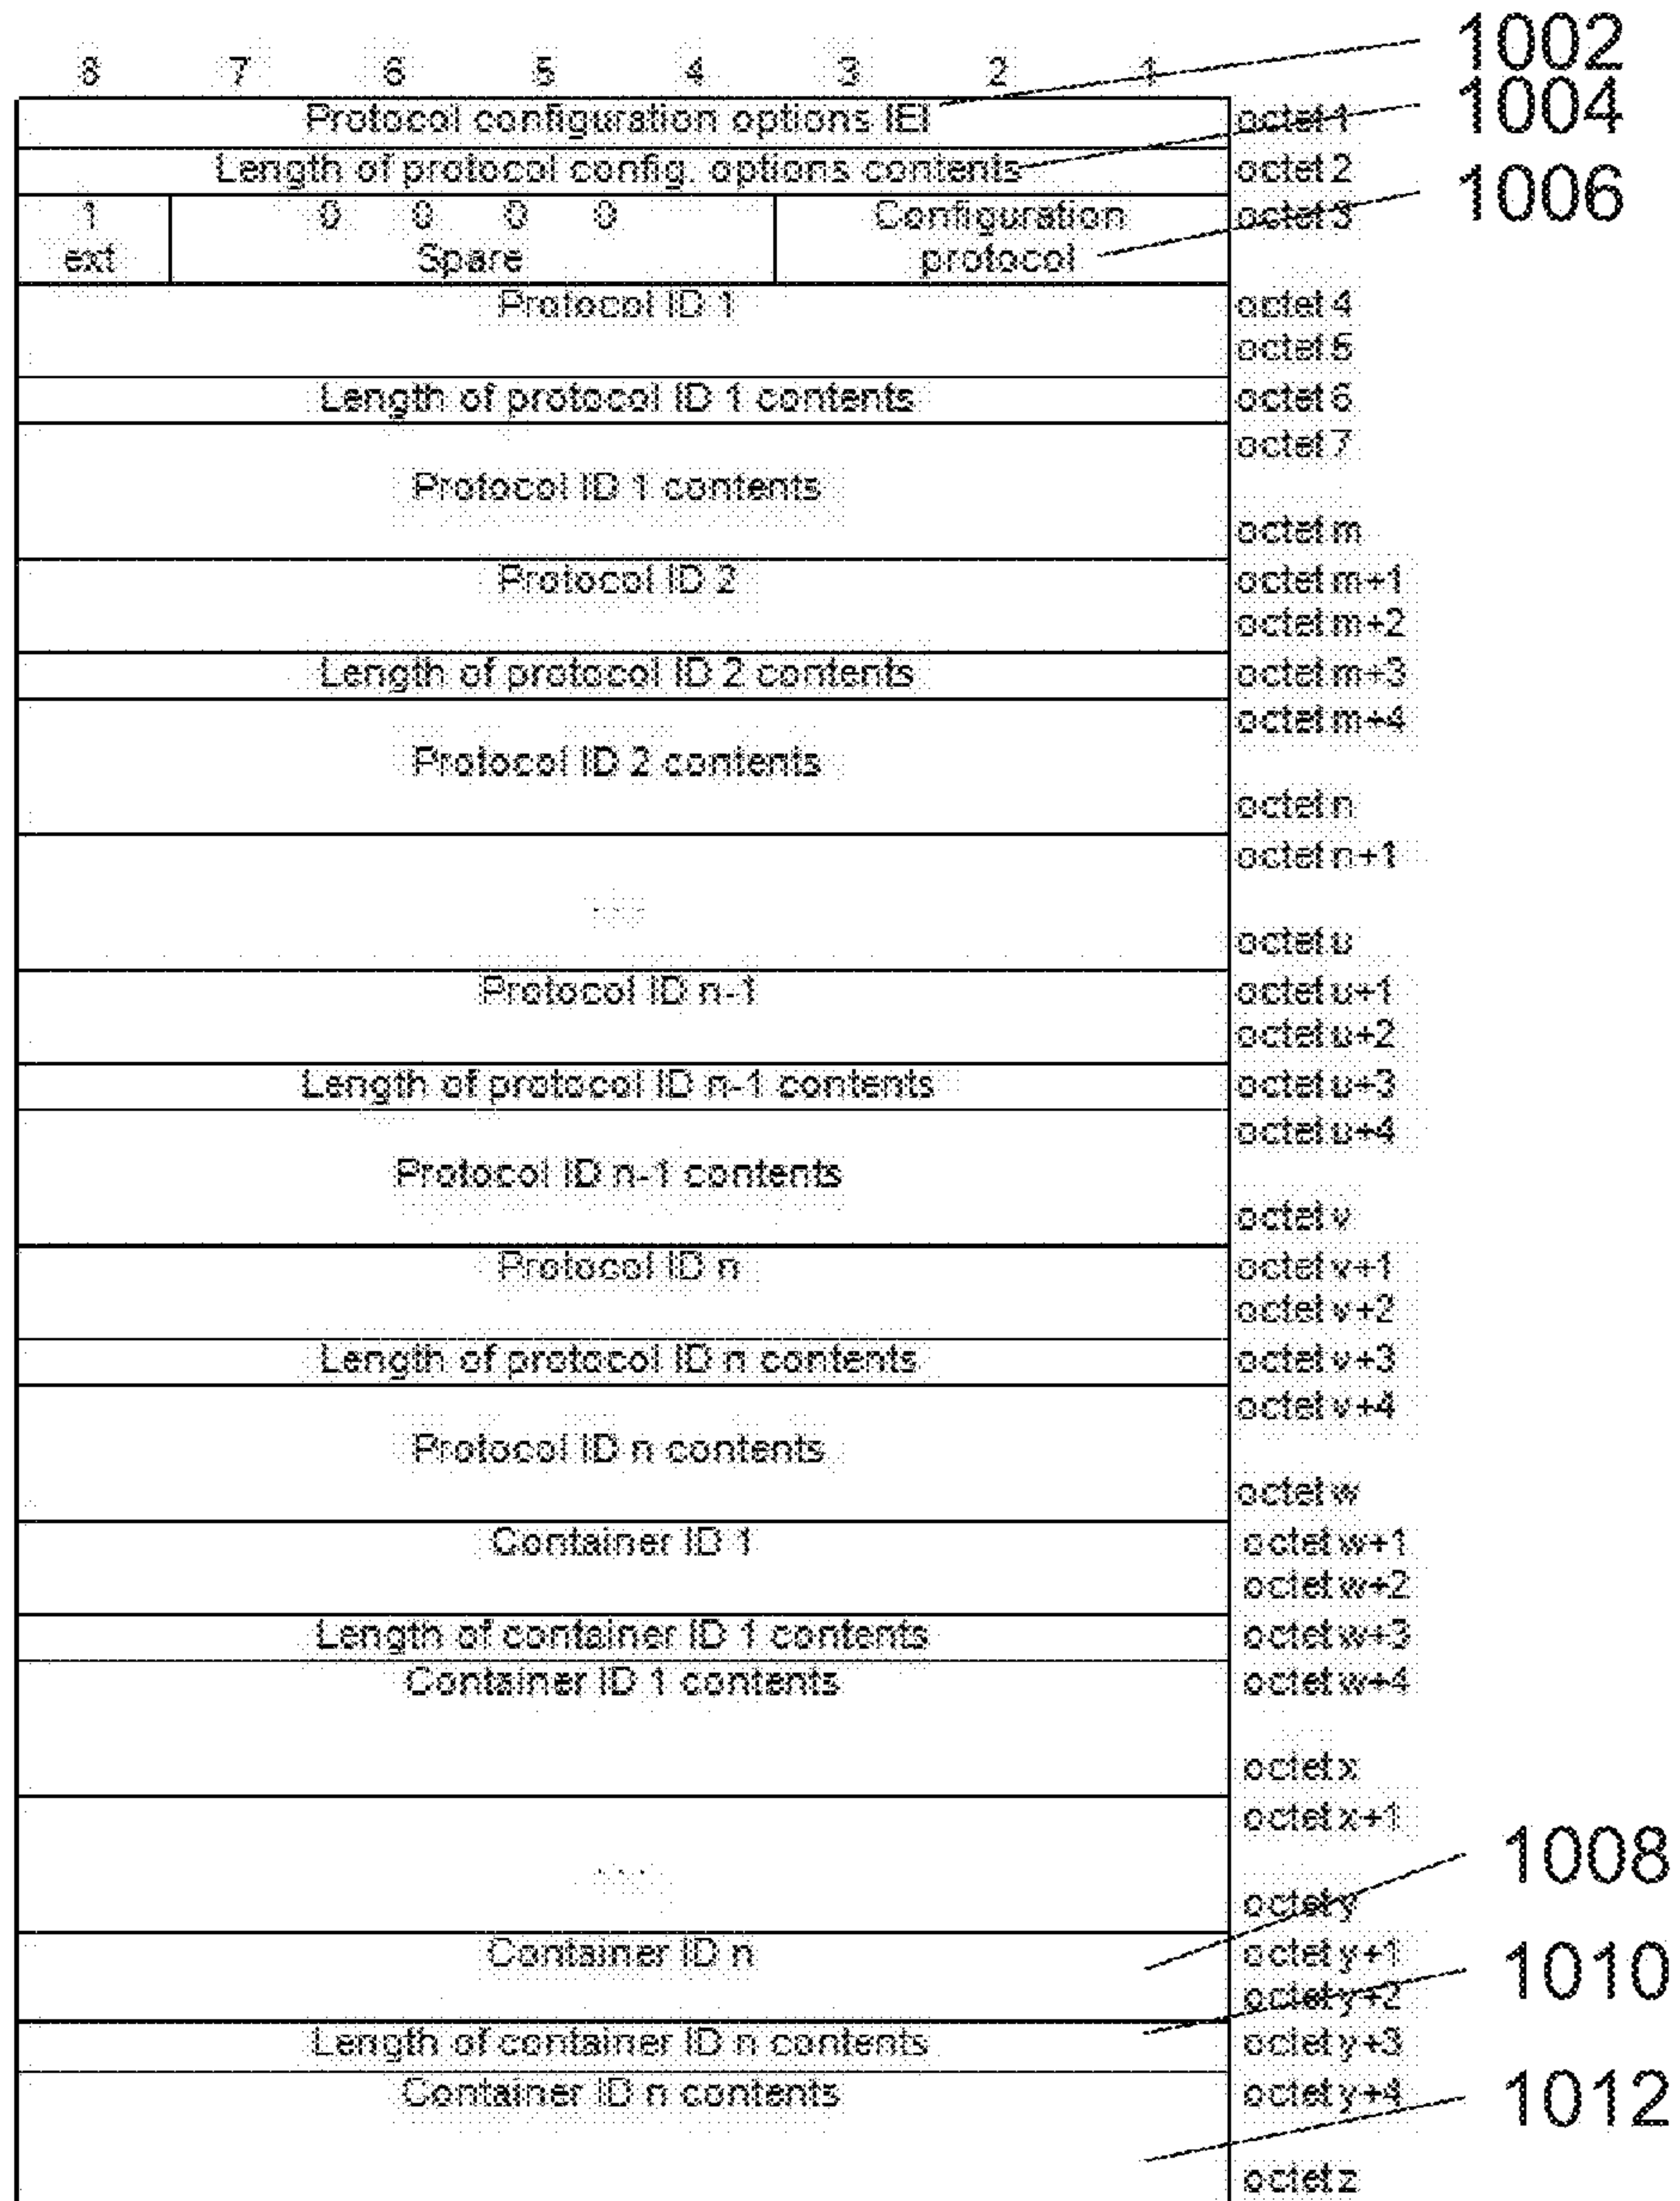 1002
8 7 6 5 4 3 2 1
1004
Protocol configuration options IEI octet 1
Length of protocol config. options contents octet 2
1006
1 0 0 0 0 Configuration octet 3
ext Spare protocol
Protocol ID 1 octet 4
octet 5
Length of protocol ID 1 contents octet 6
octet 7
Protocol ID 1 contents
octet m
Protocol ID 2 octet m+1
octet m+2
Length of protocol ID 2 contents octet m+3
octet m+4
Protocol ID 2 contents
octet n
octet n+1
...
octet u
Protocol ID n-1 octet u+1
octet u+2
Length of protocol ID n-1 contents octet u+3
octet u+4
Protocol ID n-1 contents
octet v
Protocol ID n octet v+1
octet v+2
Length of protocol ID n contents octet v+3
octet v+4
Protocol ID n contents
octet w
Container ID 1 octet w+1
octet w+2
Length of container ID 1 contents octet w+3
Container ID 1 contents octet w+4
octet x
octet x+1
1008
...
octet y
Container ID n octet y+1
1010
octet y+2
Length of container ID n contents octet y+3
Container ID n contents octet y+4
1012
octet z